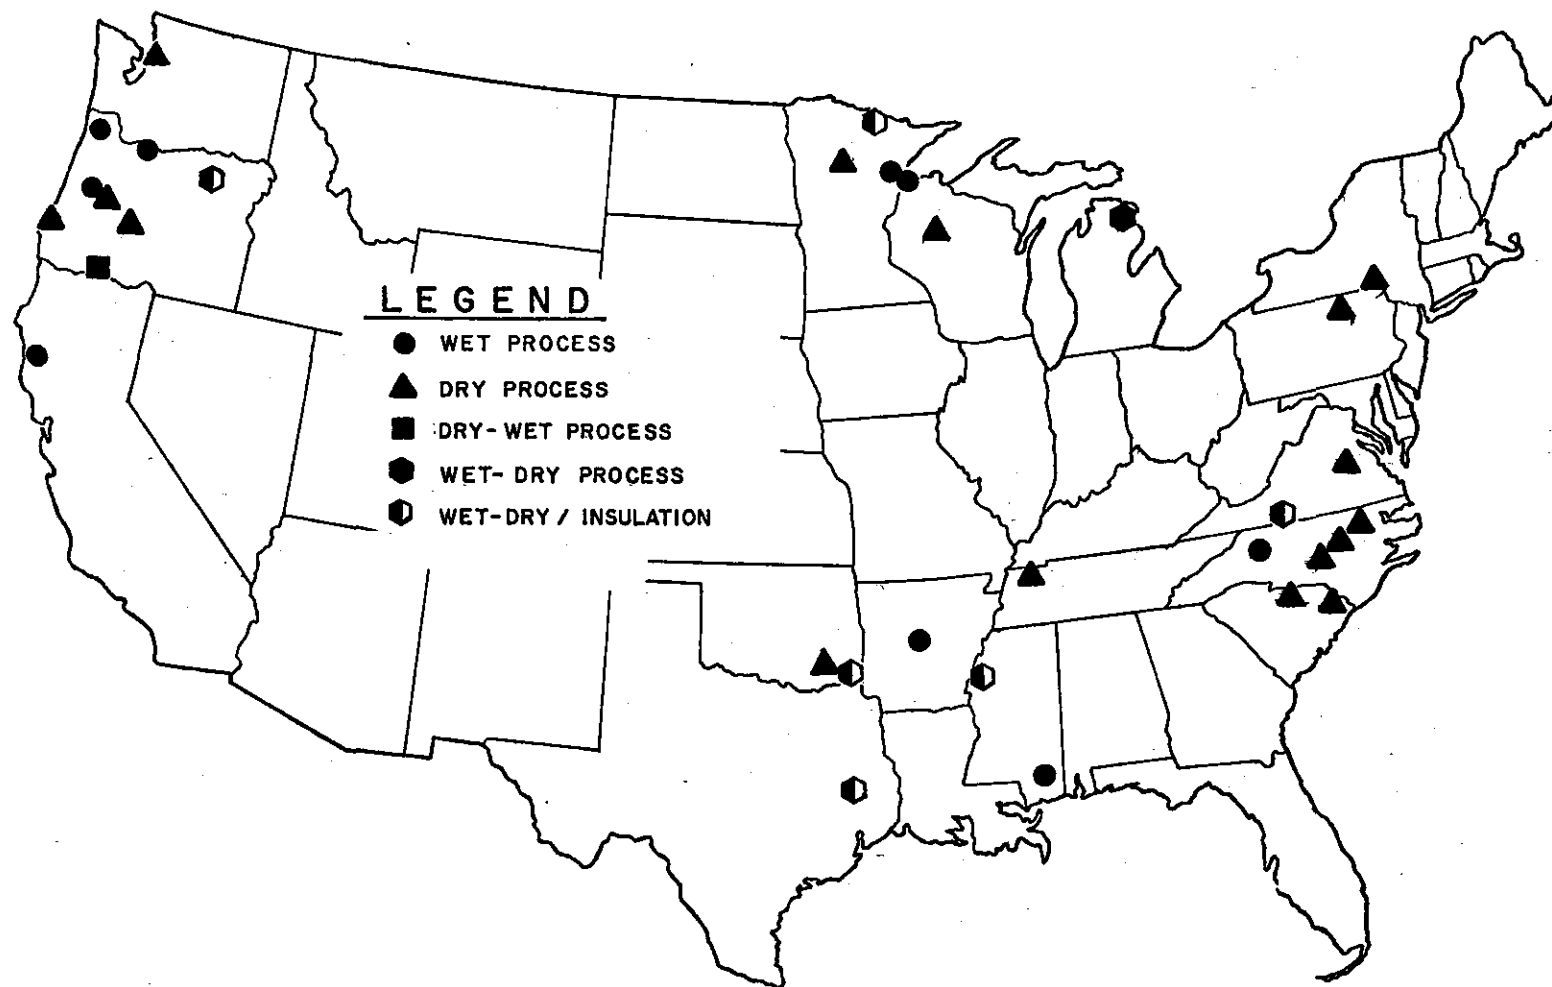 LEGEND
WET PROCESS
DRY PROCESS
DRY-WET PROCESS
WET-DRY PROCESS
WET-DRY / INSULATION